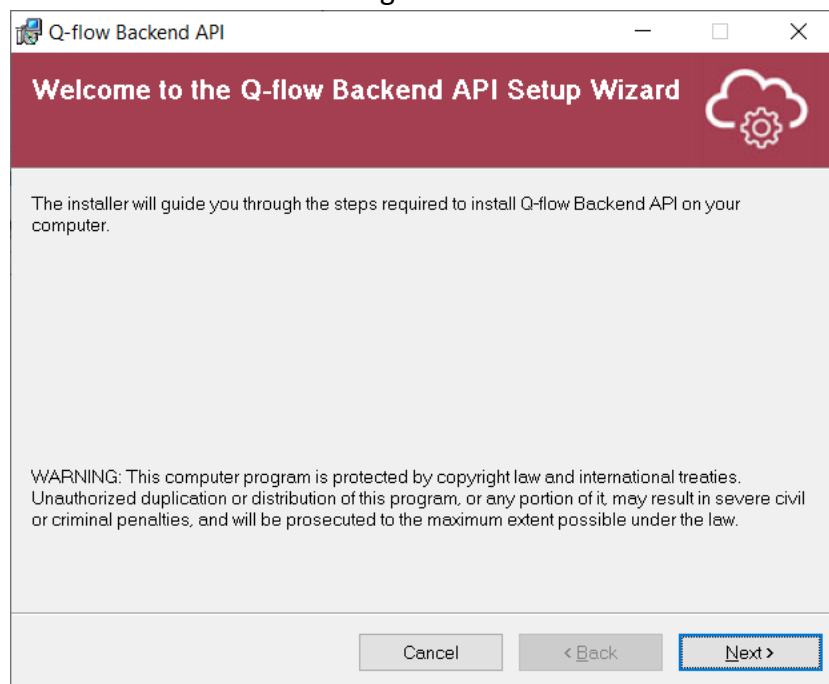 Q-flow Backend API
Welcome to the Q-flow Backend API Setup Wizard
The installer will guide you through the steps required to install Q-flow Backend API on your
computer.
WARNING: This computer program is protected by copyright law and international treaties.
Unauthorized duplication or distribution of this program, or any portion of it, may result in severe civil
or criminal penalties, and will be prosecuted to the maximum extent possible under the law.
Cancel < Back Next >